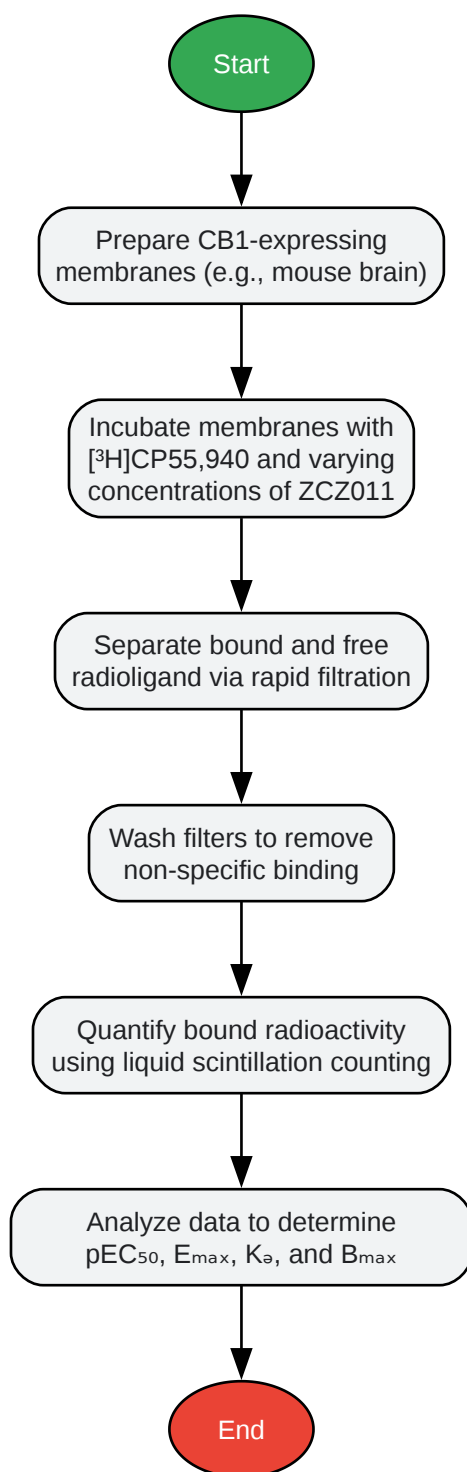 Start
Prepare CB1-expressing
membranes (e.g., mouse brain)
Incubate membranes with
[³H]CP55,940 and varying
concentrations of ZCZ011
Separate bound and free
radioligand via rapid filtration
Wash filters to remove
non-specific binding
Quantify bound radioactivity
using liquid scintillation counting
Analyze data to determine
pEC₅₀, Eₘₐₓ, Kₔ, and Bₘₐₓ
End